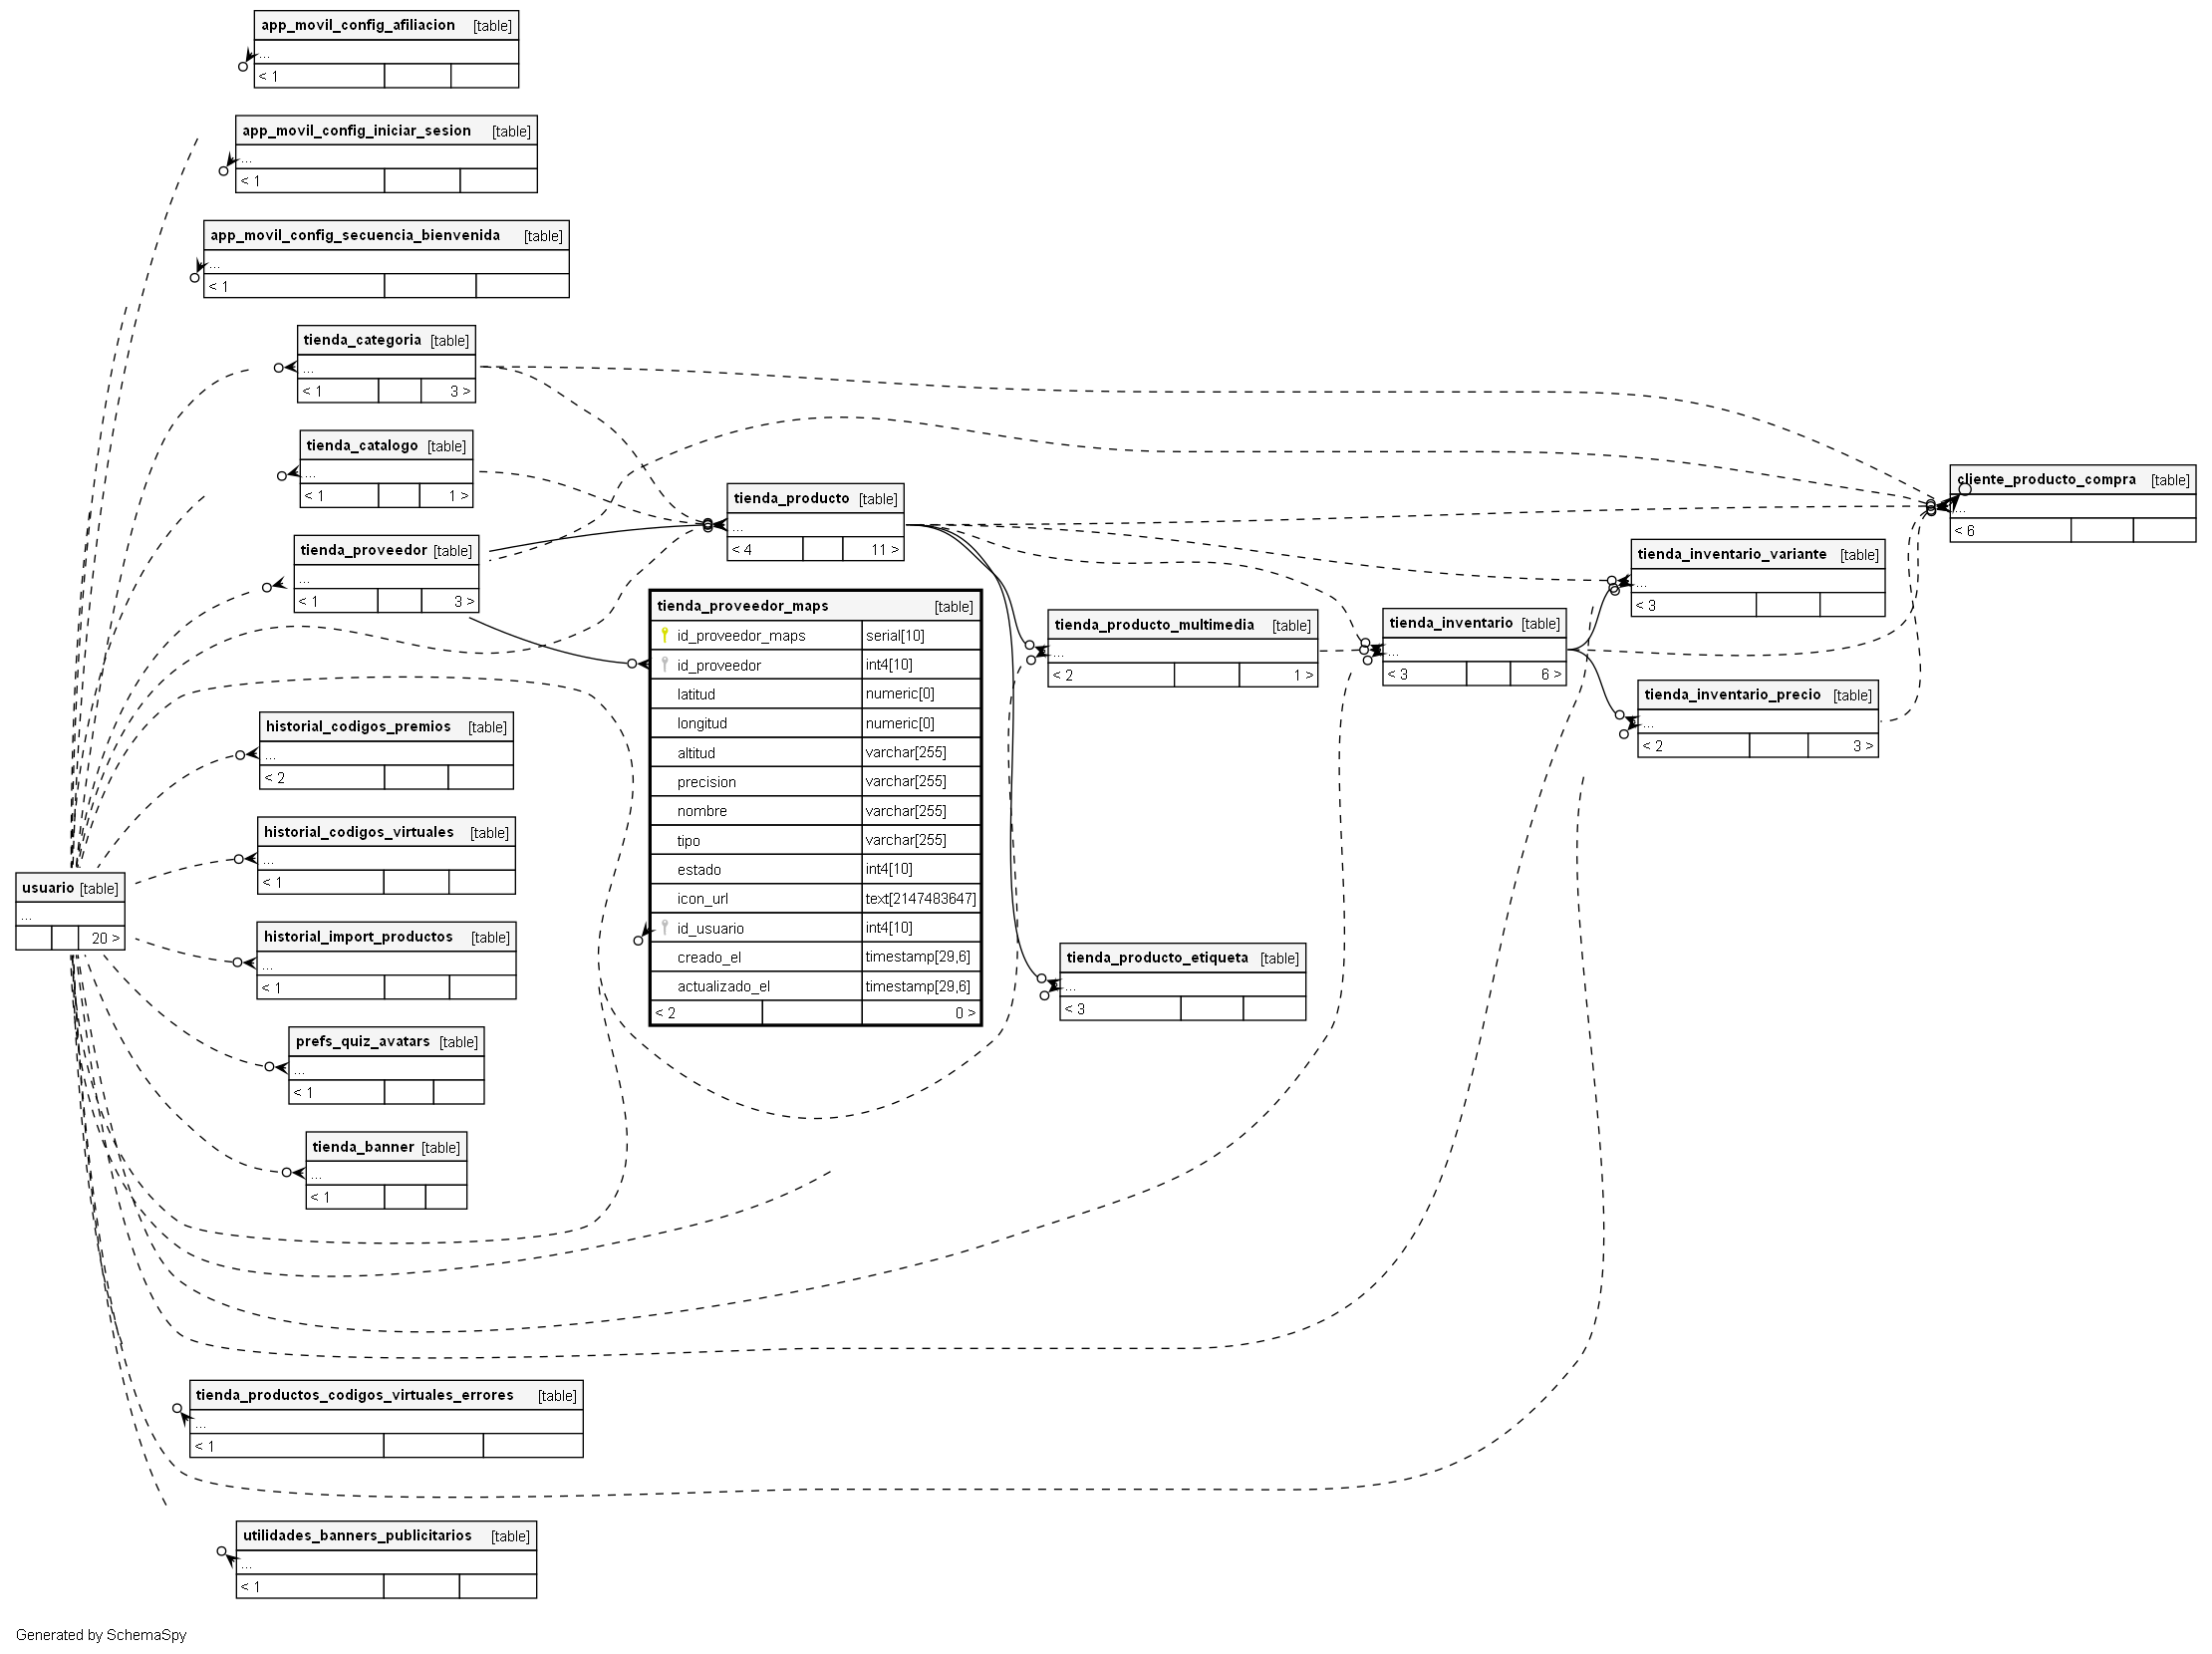 app_movil_config_afiliacion [table]
...
< 1
app_movil_config_iniciar_sesion [table]
...
< 1
app_movil_config_secuencia_bienvenida [table]
...
< 1
tienda_categoria [table]
...
< 1 3 >
tienda_catalogo [table]
...
< 1 1 >
tienda_proveedor [table]
...
< 1 3 >
historial_codigos_premios [table]
...
< 2
historial_codigos_virtuales [table]
...
< 1
usuario [table]
...
20 >
historial_import_productos [table]
...
< 1
prefs_quiz_avatars [table]
...
< 1
tienda_banner [table]
...
< 1
tienda_productos_codigos_virtuales_errores [table]
...
< 1
utilidades_banners_publicitarios [table]
...
< 1
tienda_producto [table]
...
< 4 11 >
tienda_proveedor_maps [table]
id_proveedor_maps serial[10]
id_proveedor int4[10]
latitud numeric[0]
longitud numeric[0]
altitud varchar[255]
precision varchar[255]
nombre varchar[255]
tipo varchar[255]
estado int4[10]
icon_url text[2147483647]
id_usuario int4[10]
creado_el timestamp[29,6]
actualizado_el timestamp[29,6]
< 2 0 >
tienda_producto_multimedia [table]
...
< 2 1 >
tienda_producto_etiqueta [table]
...
< 3
tienda_inventario [table]
...
< 3 6 >
tienda_inventario_variante [table]
...
< 3
tienda_inventario_precio [table]
...
< 2 3 >
cliente_producto_compra [table]
...
< 6
Generated by SchemaSpy